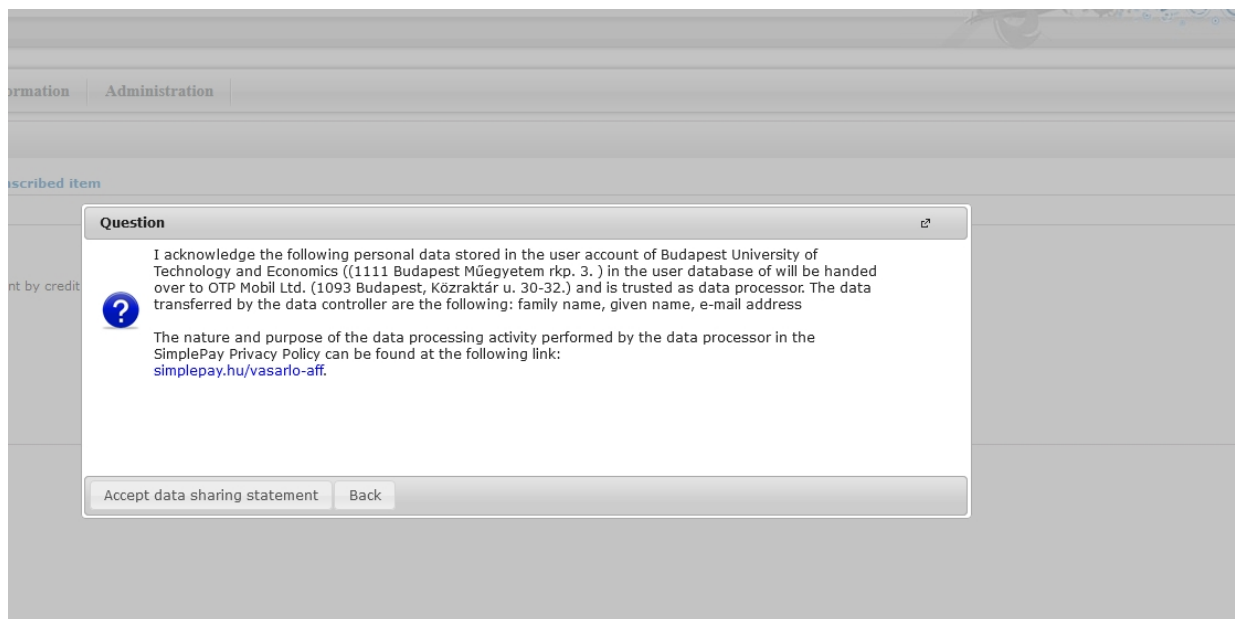 Administration
item
Question
I acknowledge the following personal data stored in the user account of Budapest University of
Technology and Economics ((1111 Budapest Műegyetem rkp. 3. ) in the user database of will be handed
over to OTP Mobil Ltd. (1093 Budapest, Közraktár u. 30-32.) and is trusted as data processor. The data
transferred by the data controller are the following: family name, given name, e-mail address
nt by credit
The nature and purpose of the data processing activity performed by the data processor in the
SimplePay Privacy Policy can be found at the following link:
simplepay.hu/vasarlo-aff.
Accept data sharing statement Back